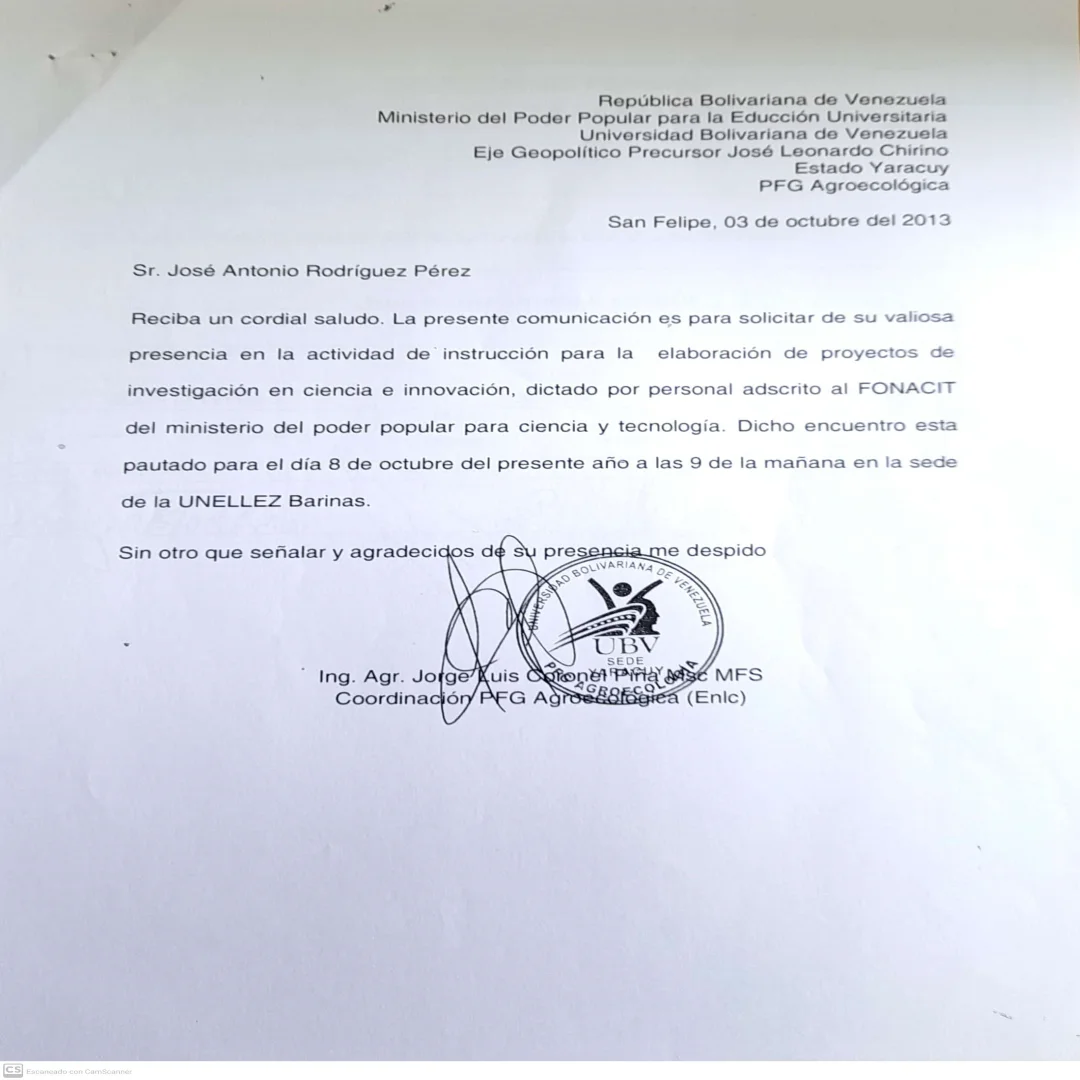 República Bolivariana de Venezuela
Ministerio del Poder Popular para la Educción Universitaria
Universidad Bolivariana de Venezuela
Eje Geopolítico Precursor José Leonardo Chirino
Estado Yaracuy
PFG Agroecológica
San Felipe, 03 de octubre del 2013
Sr. José Antonio Rodríguez Pérez
Reciba un cordial saludo. La presente comunicación es para solicitar de su valiosa
presencia en la actividad de instrucción para la elaboración de proyectos de
investigación en ciencia e innovación, dictado por personal adscrito al FONACIT
del ministerio del poder popular para ciencia y tecnología. Dicho encuentro esta
pautado para el día 8 de octubre del presente año a las 9 de la mañana en la sede
de la UNELLEZ Barinas.
Sin otro que señalar y agradecidos de su presencia me despido
UNIVERSIDAD BOLIVARIANA DE VENEZUELA
UBV
SEDE
YARACUY
PFG AGROECOLOGIA
Ing. Agr. Jorge Luis Coronel Piña Msc MFS
Coordinación PFG Agroecológica (Enlc)
CS Escaneado con CamScanner